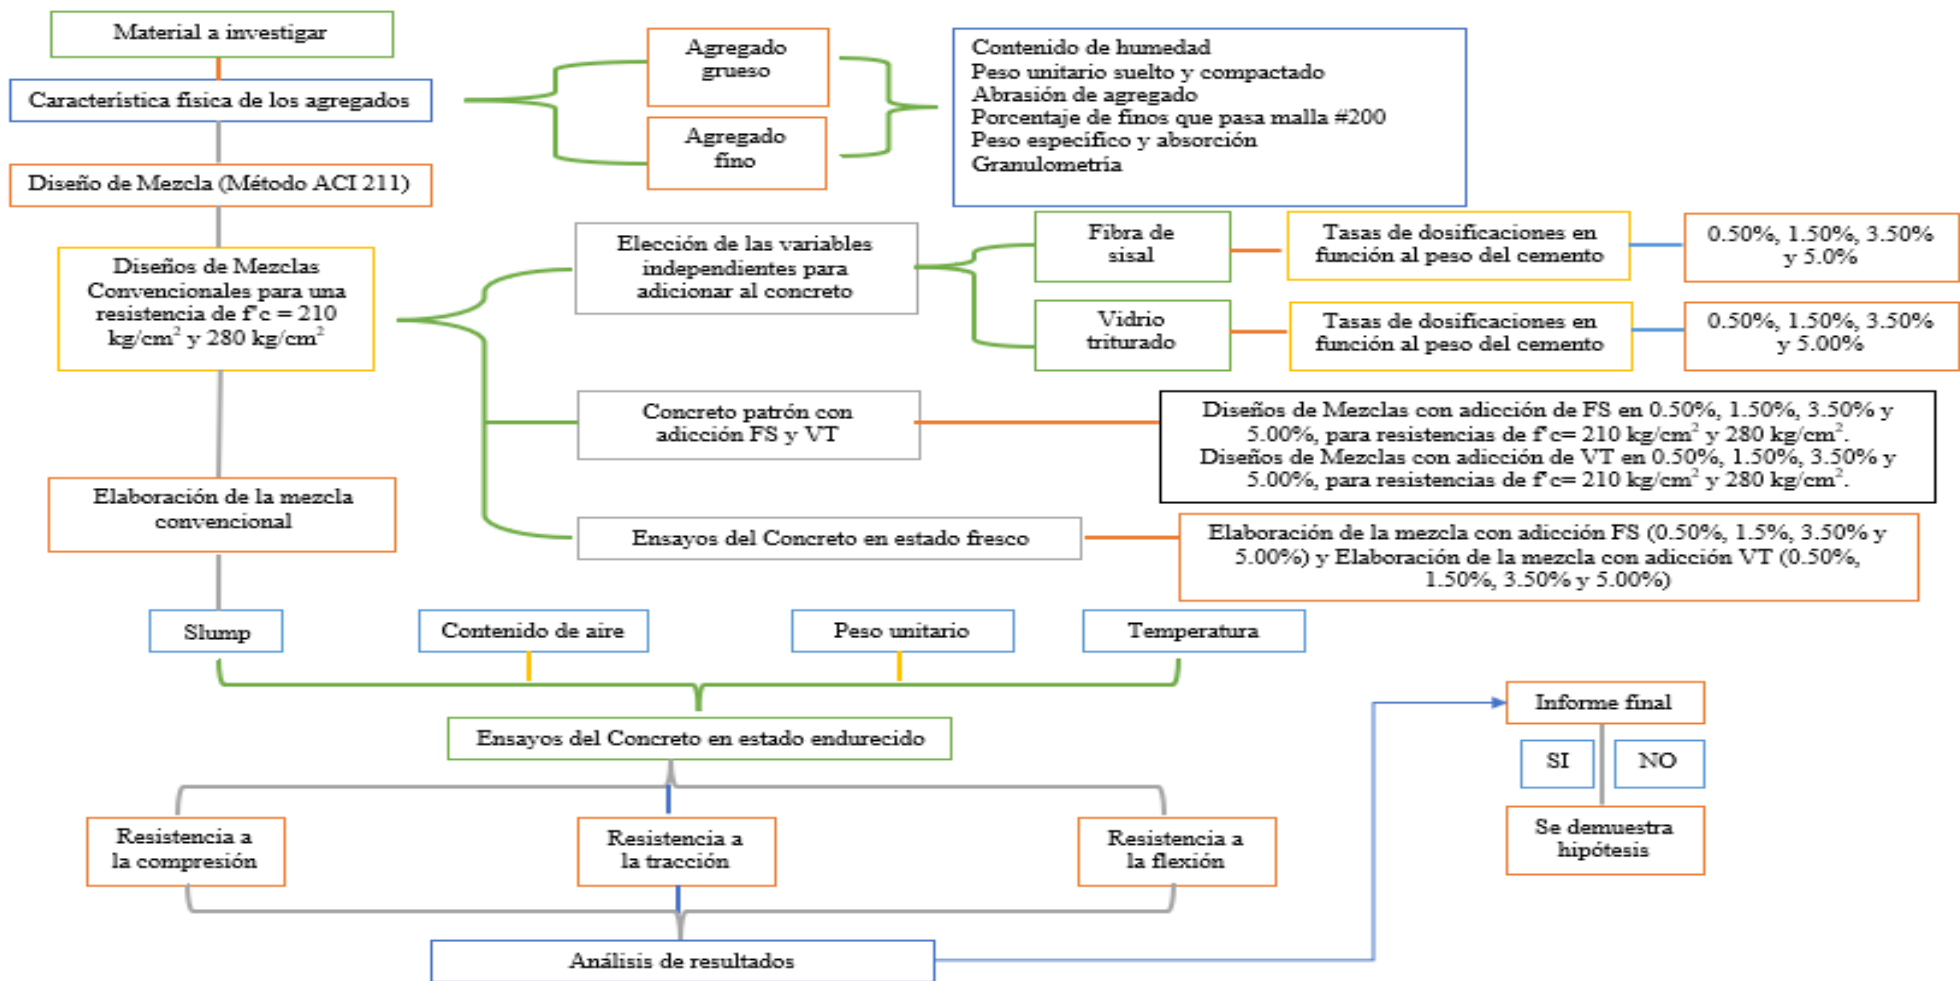 Material a investigar
Característica física de los agregados
Diseño de Mezcla (Método ACI 211)
Diseños de Mezclas
Convencionales para una
resistencia de f'c = 210
kg/cm² y 280 kg/cm²
Elaboración de la mezcla
convencional
Agregado
grueso
Agregado
fino
Contenido de humedad
Peso unitario suelto y compactado
Abrasión de agregado
Porcentaje de finos que pasa malla #200
Peso específico y absorción
Granulometría
Elección de las variables
independientes para
adicionar al concreto
Fibra de
sisal
Tasas de dosificaciones en
función al peso del cemento
0.50%, 1.50%, 3.50%
y 5.0%
Vidrio
triturado
Tasas de dosificaciones en
función al peso del cemento
0.50%, 1.50%, 3.50%
y 5.00%
Concreto patrón con
adicción FS y VT
Diseños de Mezclas con adicción de FS en 0.50%, 1.50%, 3.50% y
5.00%, para resistencias de f'c= 210 kg/cm² y 280 kg/cm².
Diseños de Mezclas con adicción de VT en 0.50%, 1.50%, 3.50% y
5.00%, para resistencias de f'c= 210 kg/cm² y 280 kg/cm².
Ensayos del Concreto en estado fresco
Elaboración de la mezcla con adicción FS (0.50%, 1.5%, 3.50% y
5.00%) y Elaboración de la mezcla con adicción VT (0.50%,
1.50%, 3.50% y 5.00%)
Slump
Contenido de aire
Peso unitario
Temperatura
Ensayos del Concreto en estado endurecido
Resistencia a
la compresión
Resistencia a
la tracción
Resistencia a
la flexión
Análisis de resultados
Informe final
SI
NO
Se demuestra
hipótesis